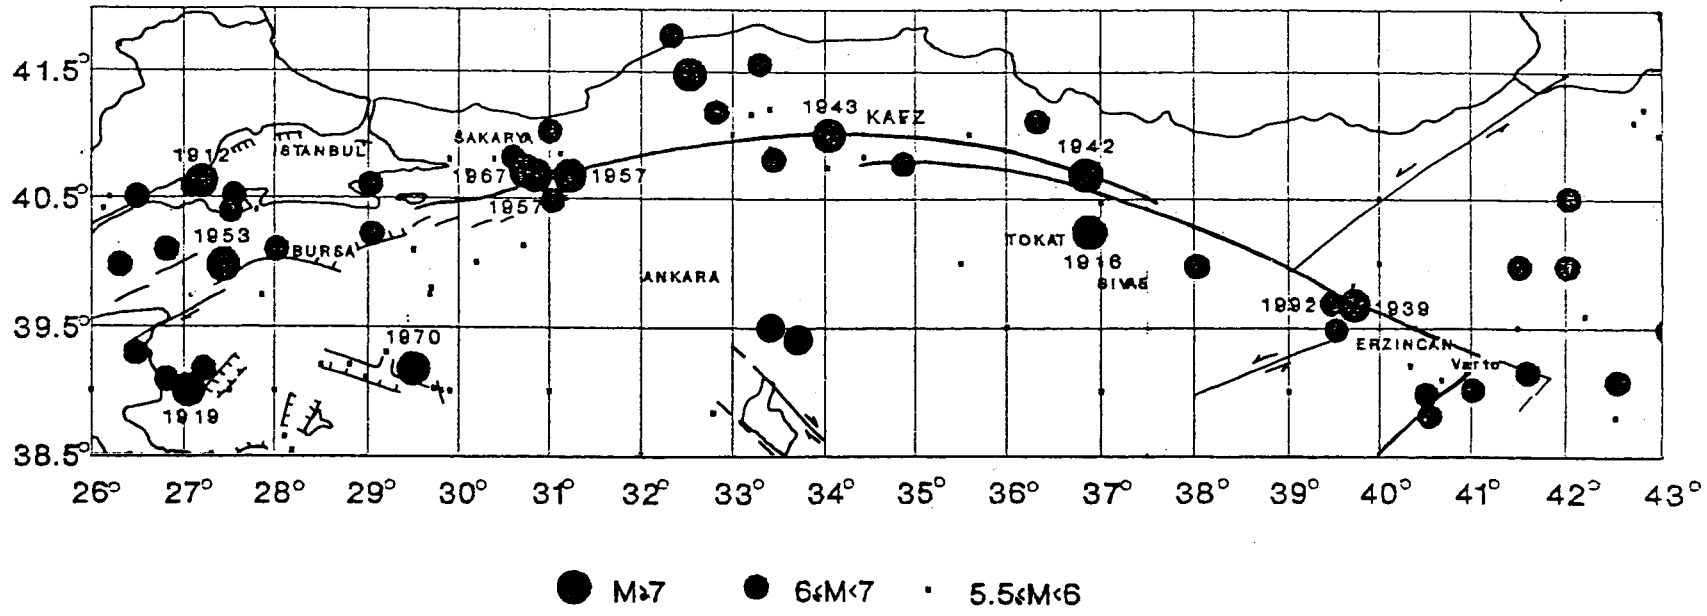 41.5°
40.5°
39.5°
38.5°
1943
KAFZ
SAKARYA
1912
ISTANBUL
1942
1967
1957
1957
1953
BURSA
TOKAT
1916
SIVAS
ANKARA
1992
1939
1970
ERZINCAN
Varto
1919
26° 27° 28° 29° 30° 31° 32° 33° 34° 35° 36° 37° 38° 39° 40° 41° 42° 43°
M≥7 6≤M<7 5.5≤M<6